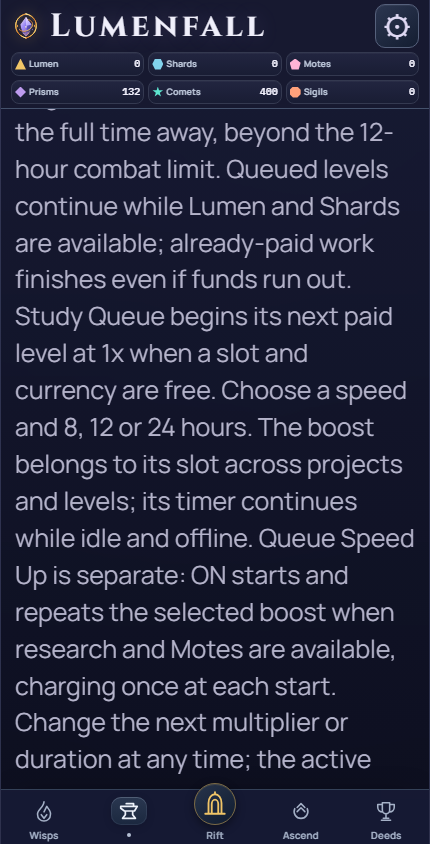 LUMENFALL
Lumen 0
Shards 0
Motes 0
Prisms 132
Comets 400
Sigils 0
the full time away, beyond the 12-
hour combat limit. Queued levels
continue while Lumen and Shards
are available; already-paid work
finishes even if funds run out.
Study Queue begins its next paid
level at 1x when a slot and
currency are free. Choose a speed
and 8, 12 or 24 hours. The boost
belongs to its slot across projects
and levels; its timer continues
while idle and offline. Queue Speed
Up is separate: ON starts and
repeats the selected boost when
research and Motes are available,
charging once at each start.
Change the next multiplier or
duration at any time; the active
Wisps
Rift
Ascend
Deeds